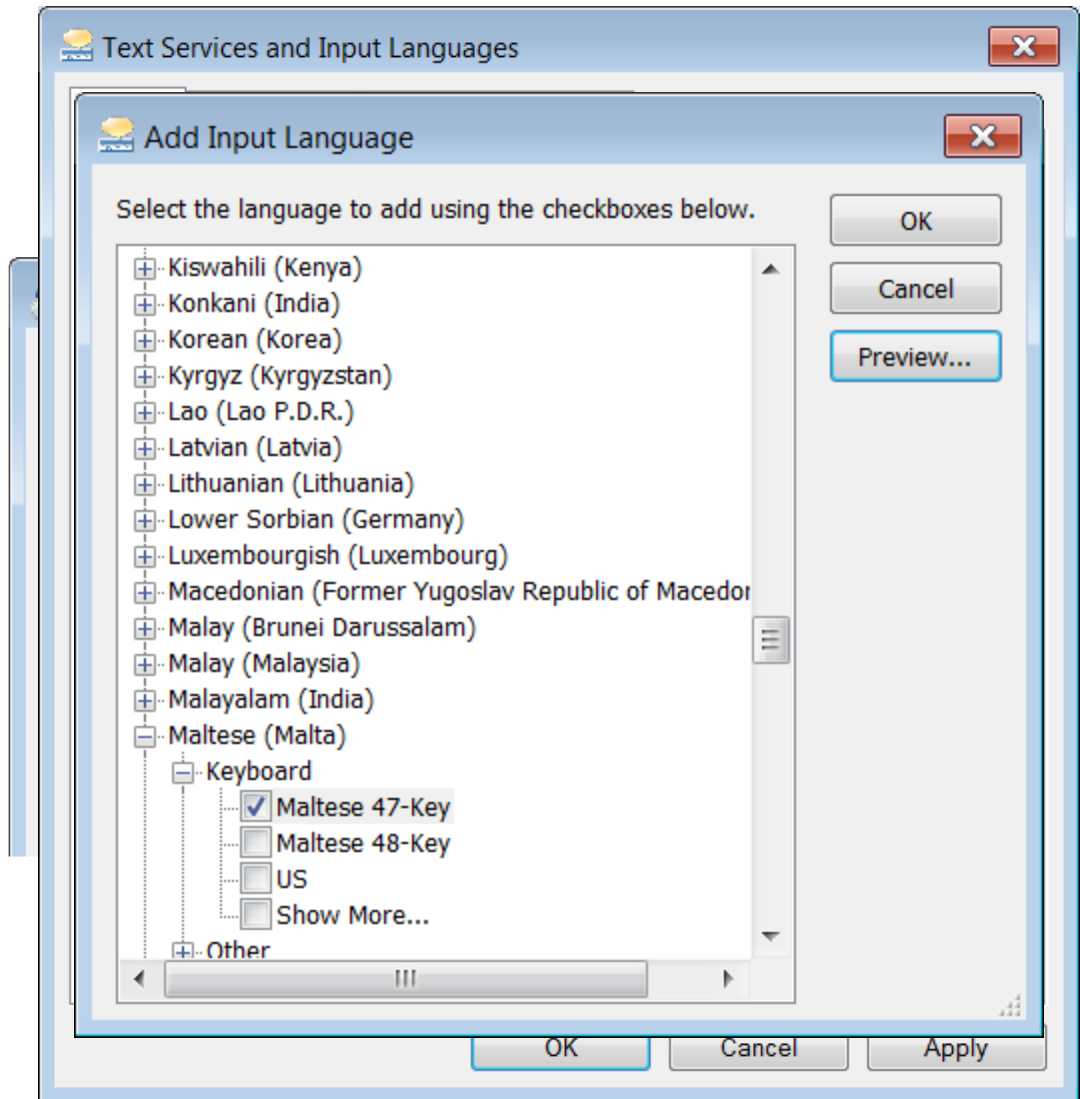 Text Services and Input Languages
Add Input Language
Select the language to add using the checkboxes below.
OK
Cancel
Preview...
Kiswahili (Kenya)
Konkani (India)
Korean (Korea)
Kyrgyz (Kyrgyzstan)
Lao (Lao P.D.R.)
Latvian (Latvia)
Lithuanian (Lithuania)
Lower Sorbian (Germany)
Luxembourgish (Luxembourg)
Macedonian (Former Yugoslav Republic of Macedor
Malay (Brunei Darussalam)
Malay (Malaysia)
Malayalam (India)
Maltese (Malta)
Keyboard
Maltese 47-Key
Maltese 48-Key
US
Show More...
Other
OK
Cancel
Apply